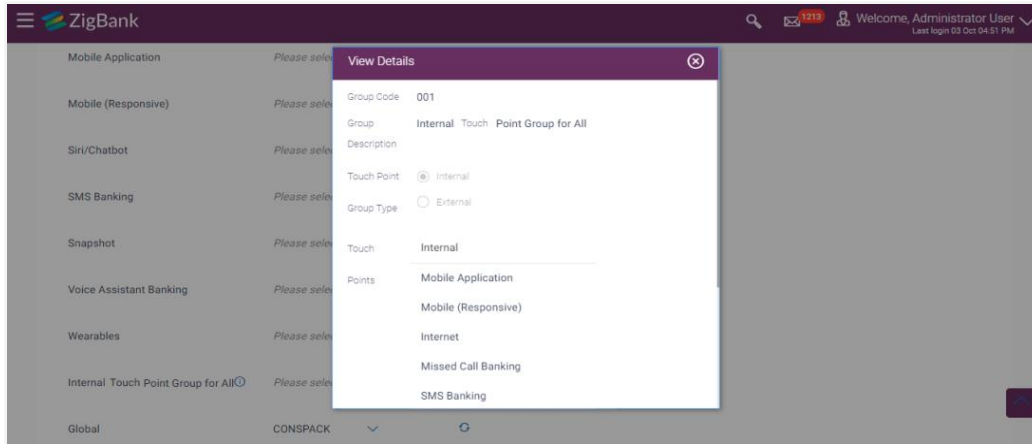 ZigBank
1213
Welcome, Administrator User
Last login 03 Oct 04:51 PM
Mobile Application
Please sele
Mobile (Responsive)
Please sele
Siri/Chatbot
Please sele
SMS Banking
Please sele
Snapshot
Please sele
Voice Assistant Banking
Please sele
Wearables
Please sele
Internal Touch Point Group for All
Please sele
Global
CONSPACK
View Details
Group Code 001
Group Description
Internal Touch Point Group for All
Touch Point Group Type
Internal
External
Touch Points
Internal
Mobile Application
Mobile (Responsive)
Internet
Missed Call Banking
SMS Banking